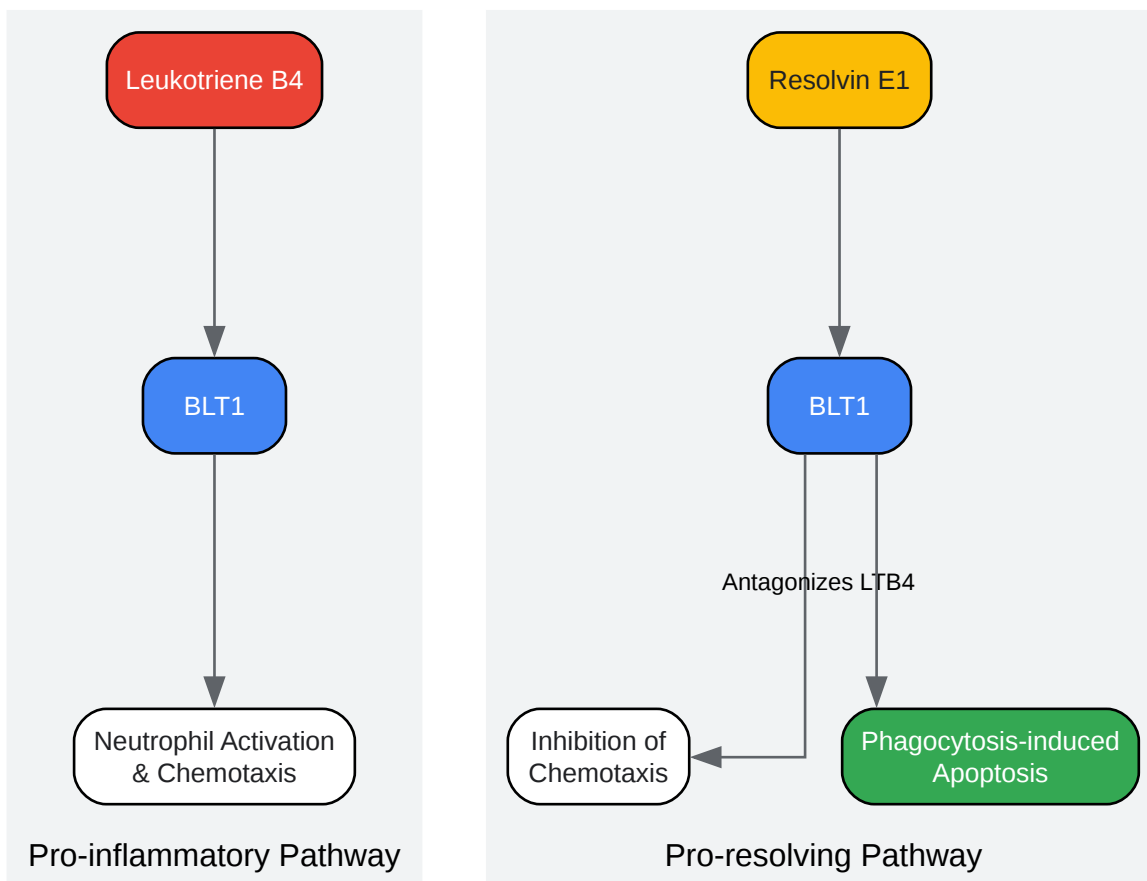 Leukotriene B4
BLT1
Neutrophil Activation
& Chemotaxis
Pro-inflammatory Pathway
Resolvin E1
BLT1
Antagonizes LTB4
Inhibition of
Chemotaxis
Phagocytosis-induced
Apoptosis
Pro-resolving Pathway